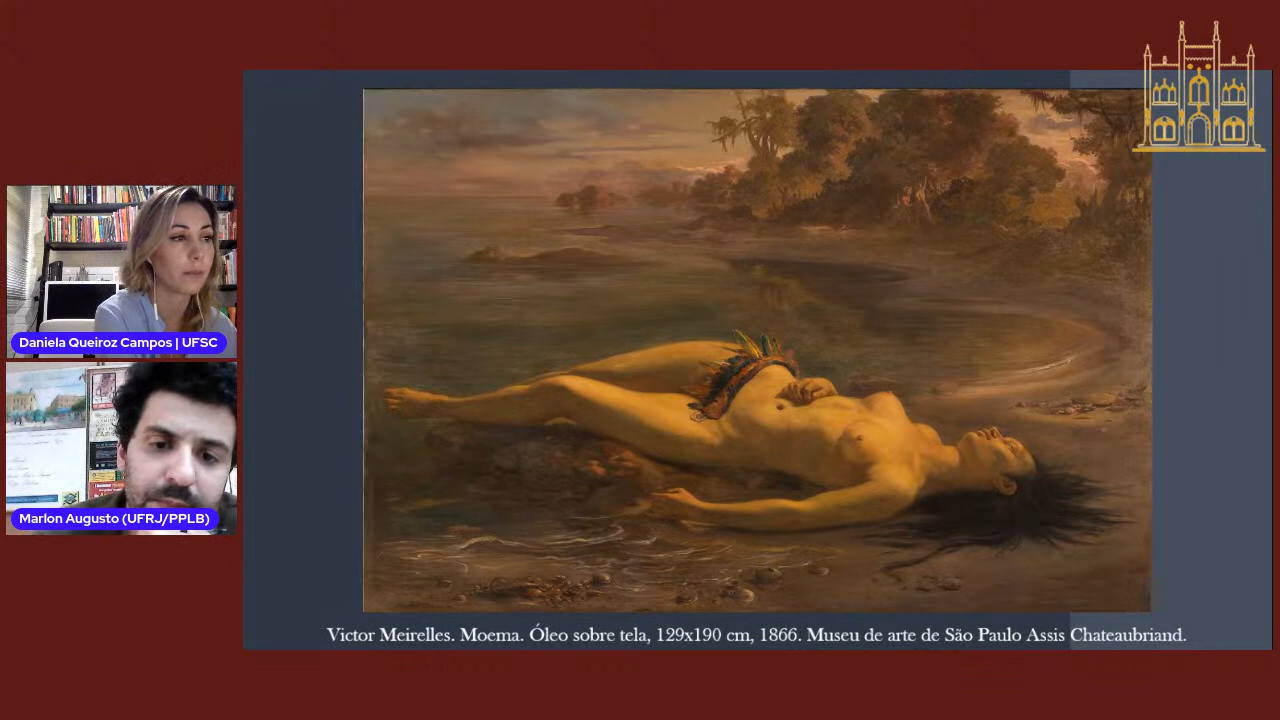 Daniela Queiroz Campos | UFSC
Marlon Augusto (UFRJ/PPLB)
Victor Meirelles. Moema. Óleo sobre tela, 129x190 cm, 1866. Museu de arte de São Paulo Assis Chateaubriand.